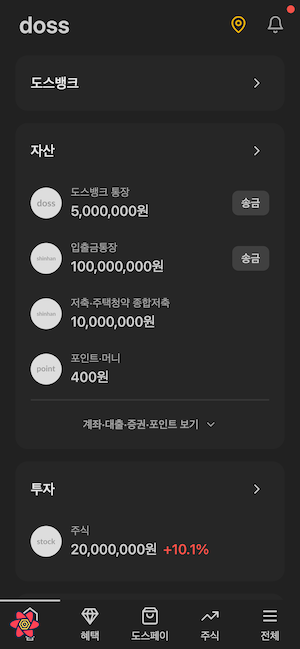 doss
도스뱅크
자산
doss
도스뱅크 통장
5,000,000원
송금
shinhan
입출금통장
100,000,000원
송금
shinhan
저축·주택청약 종합저축
10,000,000원
point
포인트·머니
400원
계좌·대출·증권·포인트 보기
투자
stock
주식
20,000,000원 +10.1%
혜택
도스페이
주식
전체